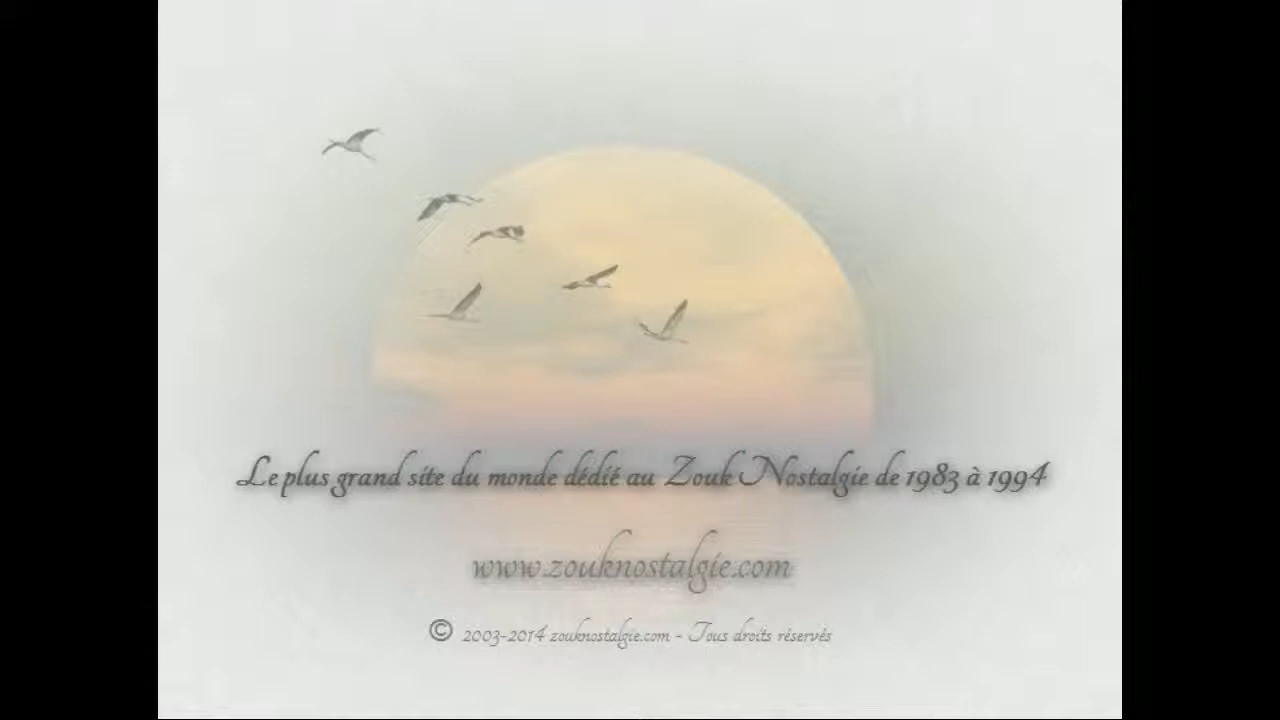 Le plus grand site du monde dédié au Zouk Nostalgie de 1983 à 1994
www.zouknostalgie.com
© 2003-2014 zouknostalgie.com - Tous droits réservés